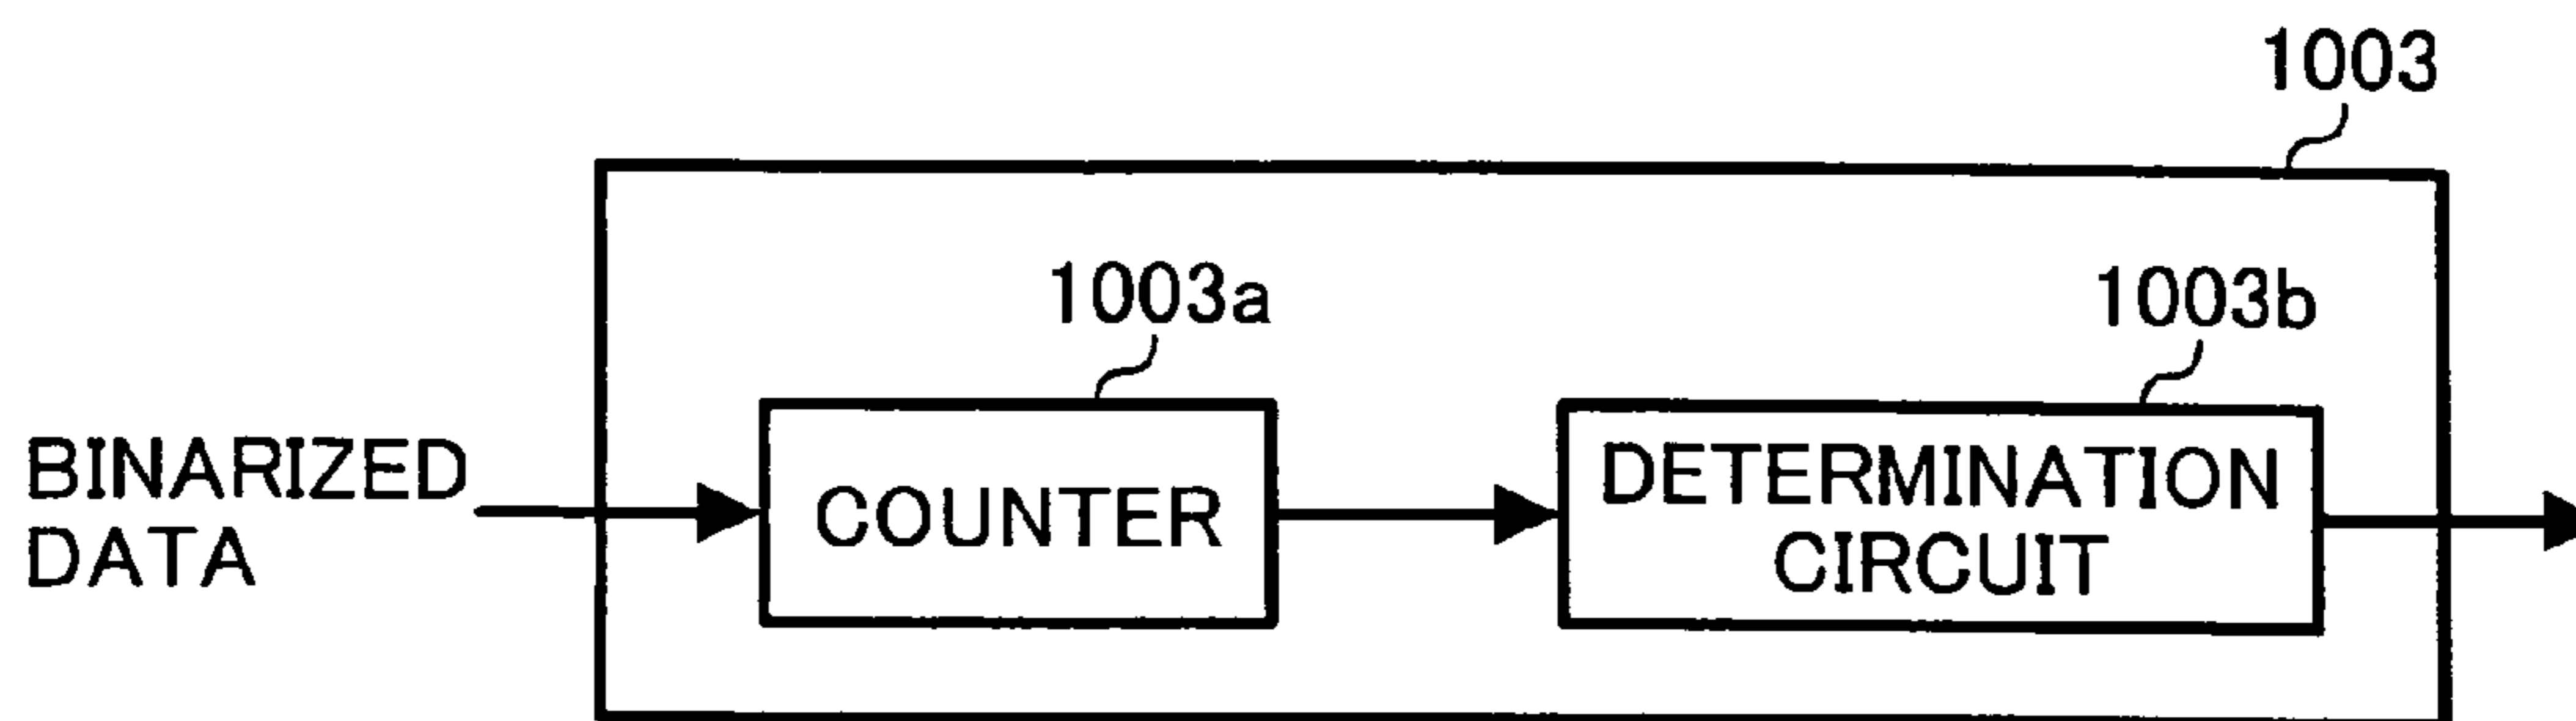 1003
1003a
1003b
BINARIZED
DATA
COUNTER
DETERMINATION
CIRCUIT